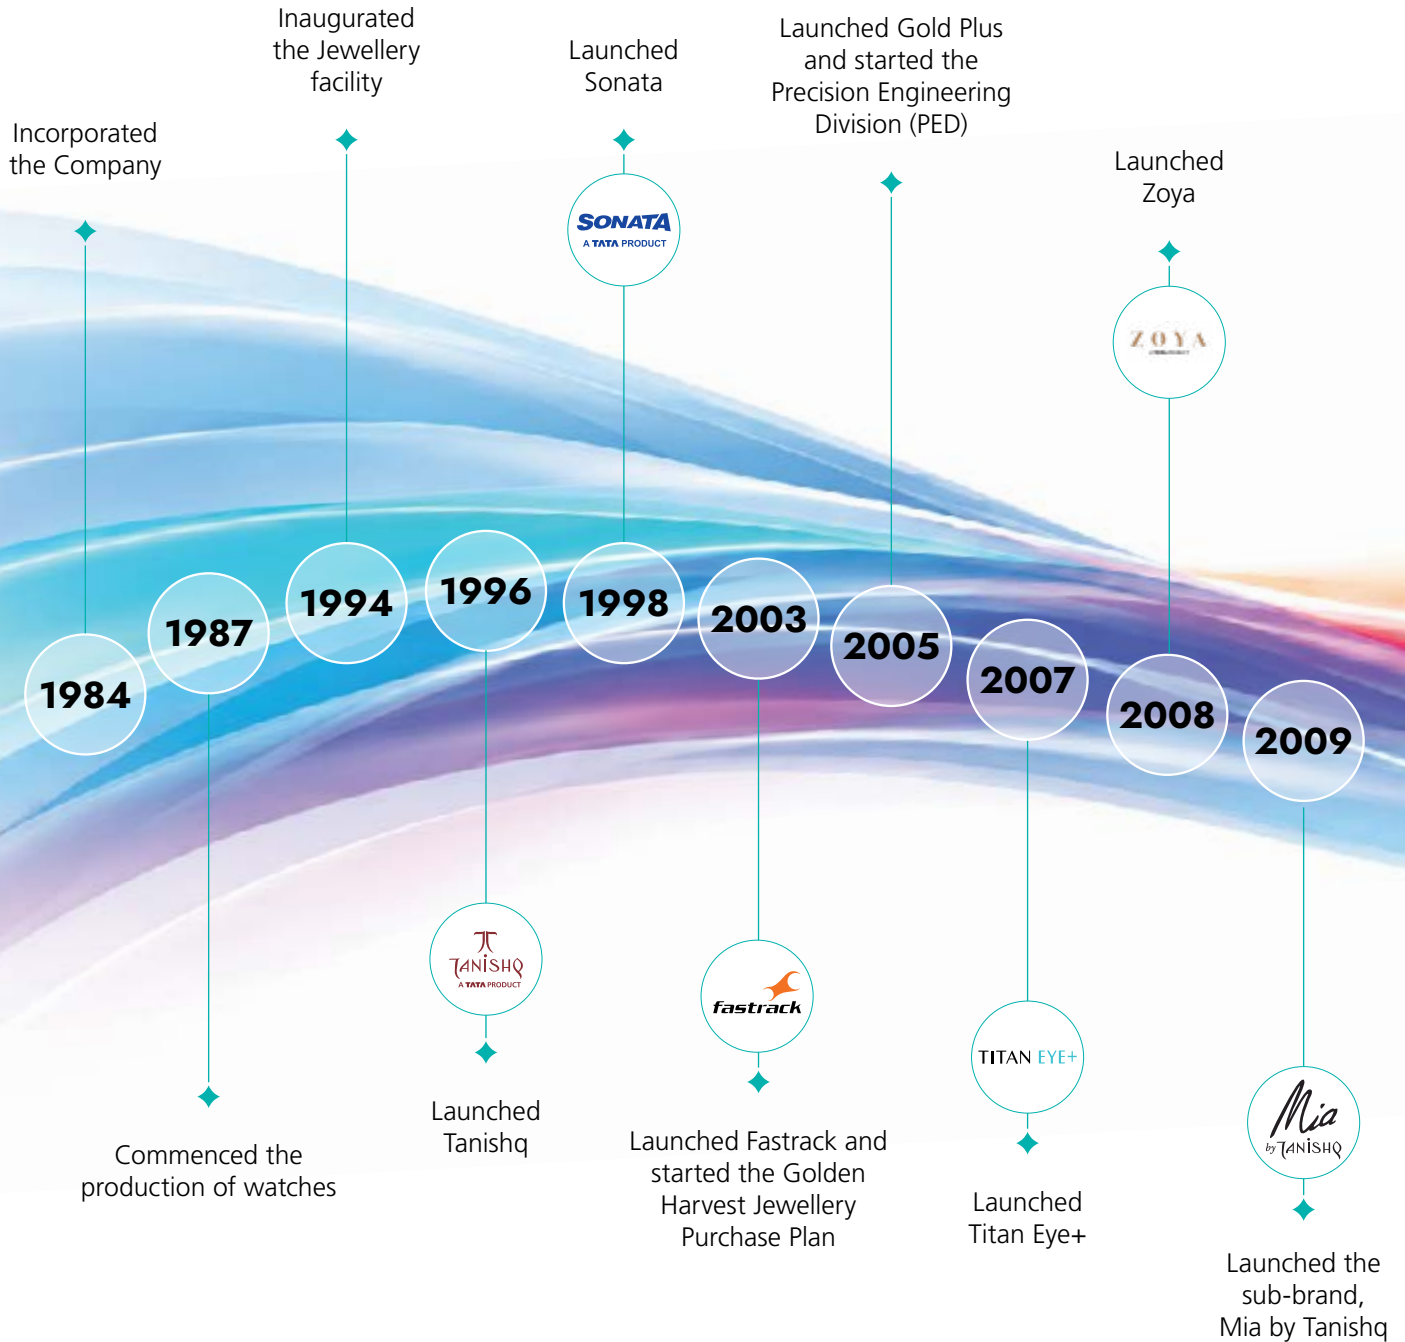 Incorporated
the Company
1984
1987
Commenced the
production of watches
Inaugurated
the Jewellery
facility
1994
1996
TANISHQ
A TATA PRODUCT
Launched
Tanishq
Launched
Sonata
SONATA
A TATA PRODUCT
1998
2003
fastrack
Launched Fastrack and
started the Golden
Harvest Jewellery
Purchase Plan
Launched Gold Plus
and started the
Precision Engineering
Division (PED)
2005
2007
TITAN EYE+
Launched
Titan Eye+
Launched
Zoya
ZOYA
2008
2009
Mia
by TANISHQ
Launched the
sub-brand,
Mia by Tanishq